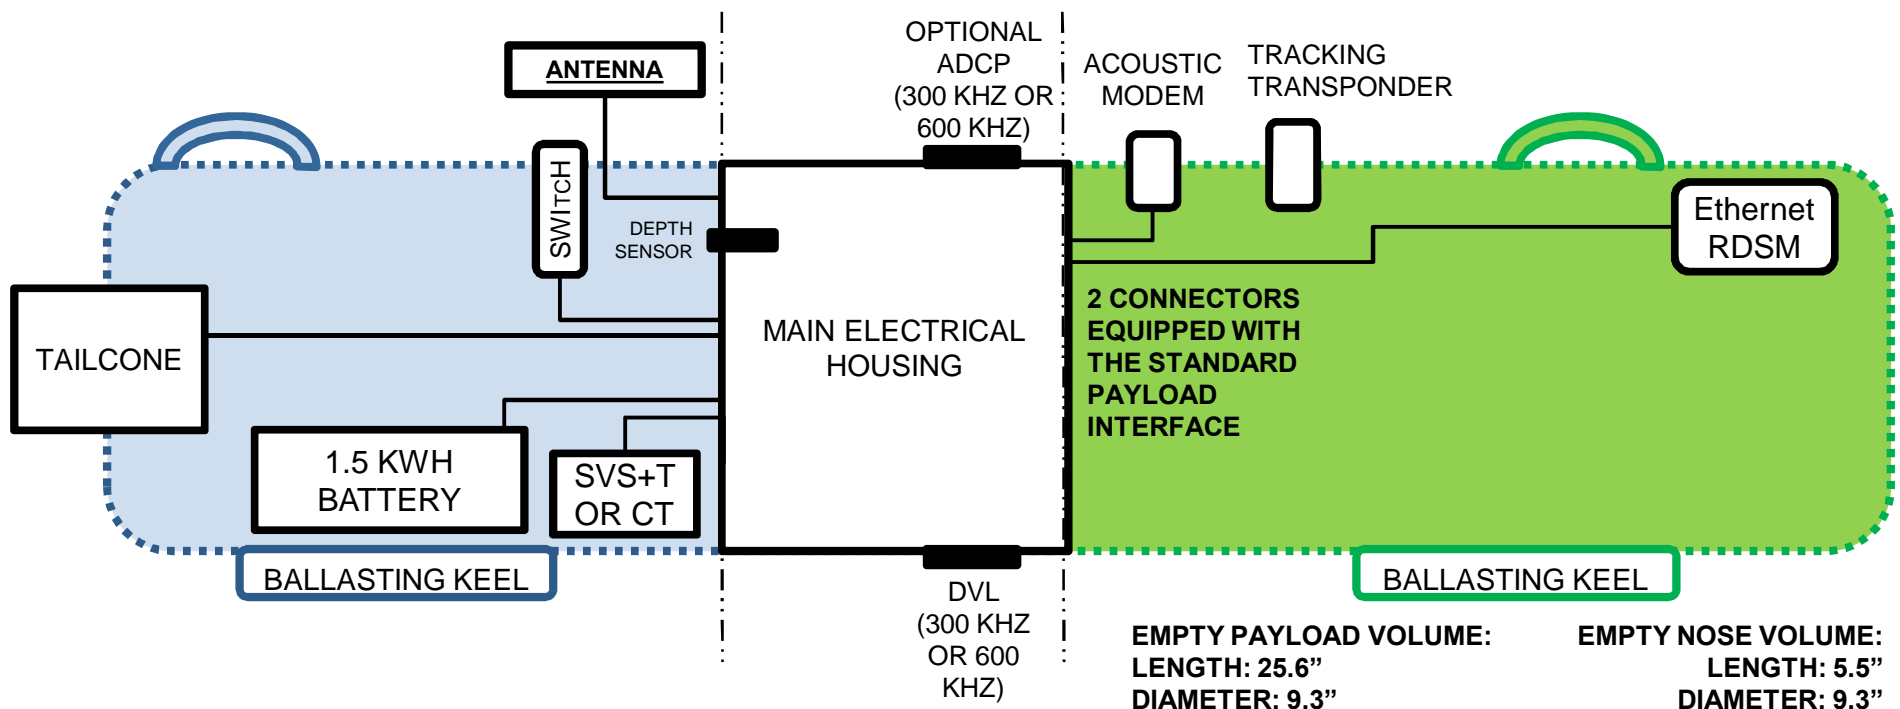 ANTENNA
OPTIONAL
ADCP
(300 KHZ OR
600 KHZ)
ACOUSTIC
MODEM
TRACKING
TRANSPONDER
SWITCH
DEPTH
SENSOR
Ethernet
RDSM
TAILCONE
MAIN ELECTRICAL
HOUSING
2 CONNECTORS
EQUIPPED WITH
THE STANDARD
PAYLOAD
INTERFACE
1.5 KWH
BATTERY
SVS+T
OR CT
BALLASTING KEEL
DVL
(300 KHZ
OR 600
KHZ)
BALLASTING KEEL
EMPTY PAYLOAD VOLUME:
LENGTH: 25.6”
DIAMETER: 9.3”
EMPTY NOSE VOLUME:
LENGTH: 5.5”
DIAMETER: 9.3”